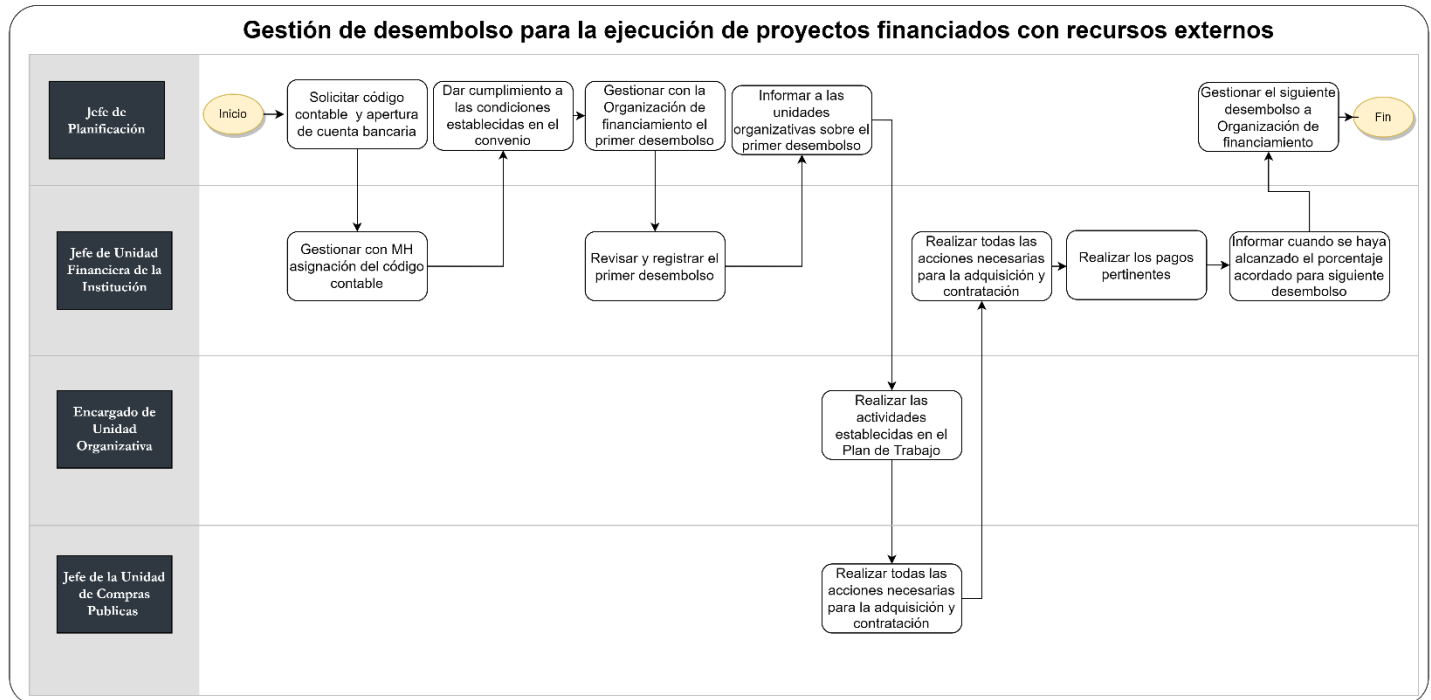 Gestión de desembolso para la ejecución de proyectos financiados con recursos externos
Jefe de
Planificación
Inicio
Solicitar código
contable y apertura
de cuenta bancaria
Dar cumplimiento a
las condiciones
establecidas en el
convenio
Gestionar con la
Organización de
financiamiento el
primer desembolso
Informar a las
unidades
organizativas sobre el
primer desembolso
Gestionar el siguiente
desembolso a
Organización de
financiamiento
Fin
Jefe de Unidad
Financiera de la
Institución
Gestionar con MH
asignación del código
contable
Revisar y registrar el
primer desembolso
Realizar todas las
acciones necesarias
para la adquisición y
contratación
Realizar los pagos
pertinentes
Informar cuando se haya
alcanzado el porcentaje
acordado para siguiente
desembolso
Encargado de
Unidad
Organizativa
Realizar las
actividades
establecidas en el
Plan de Trabajo
Jefe de la Unidad
de Compras
Publicas
Realizar todas las
acciones necesarias
para la adquisición y
contratación